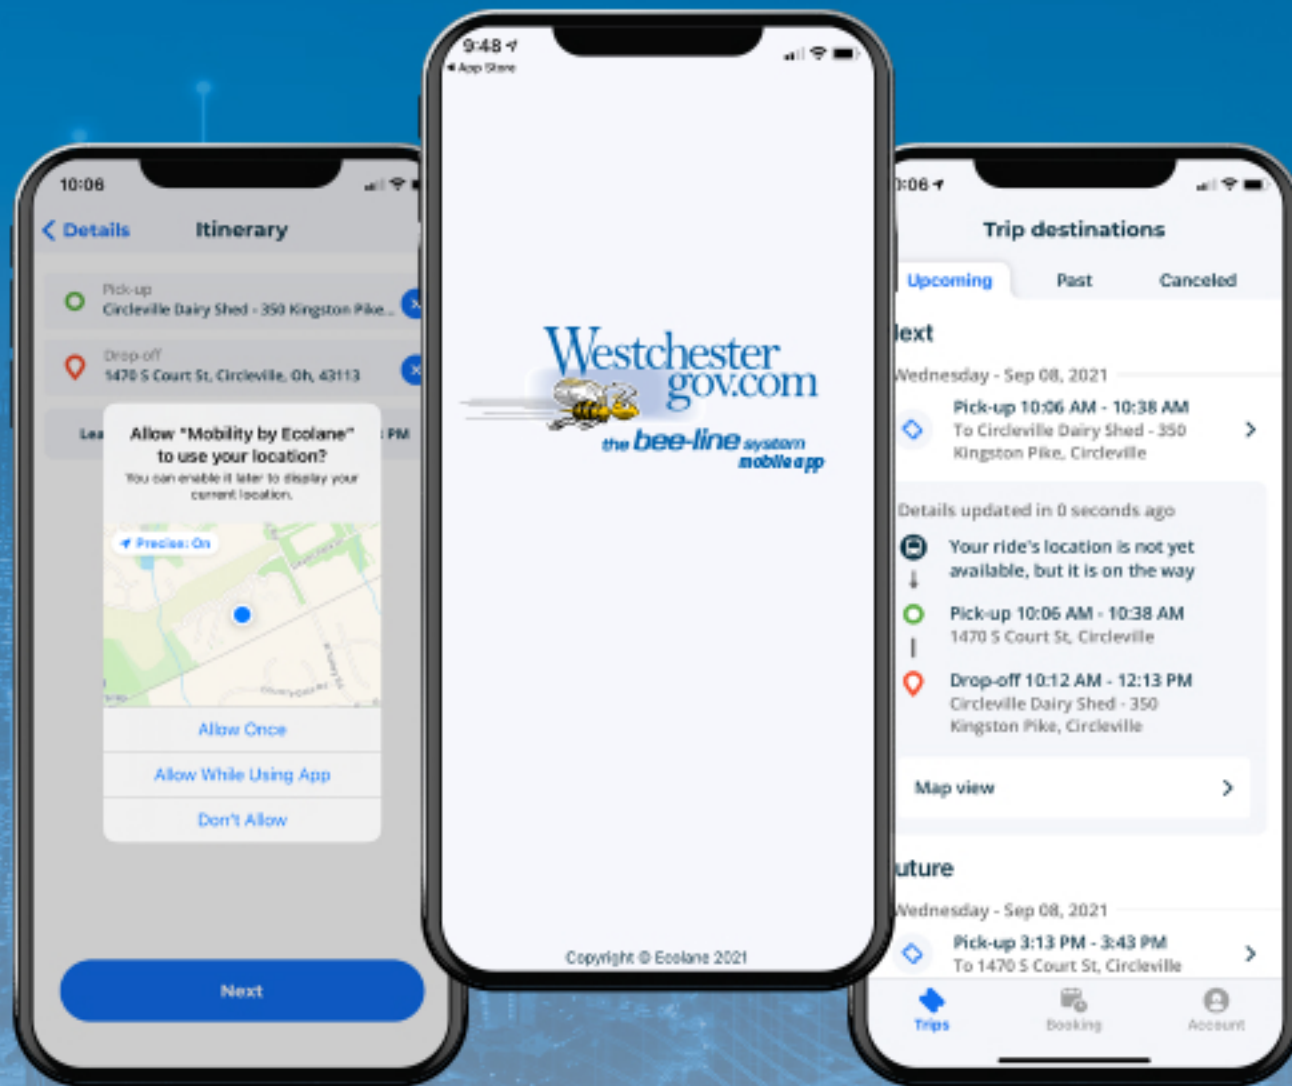 10:06
Details
Itinerary
Pick-up
Circleville Dairy Shed - 350 Kingston Pike...
Drop-off
1470 S Court St, Circleville, Oh, 43113
Lea
PM
Allow "Mobility by Ecolane"
to use your location?
You can enable it later to display your
current location.
Precise: On
Allow Once
Allow While Using App
Don't Allow
Next
9:48
App Store
Westchester
gov.com
the bee-line system
mobile app
Copyright © Ecolane 2021
0:06
Trip destinations
Upcoming
Past
Canceled
lext
Wednesday - Sep 08, 2021
Pick-up 10:06 AM - 10:38 AM
To Circleville Dairy Shed - 350
Kingston Pike, Circleville
Details updated in 0 seconds ago
Your ride's location is not yet
available, but it is on the way
Pick-up 10:06 AM - 10:38 AM
1470 S Court St, Circleville
Drop-off 10:12 AM - 12:13 PM
Circleville Dairy Shed - 350
Kingston Pike, Circleville
Map view
uture
Wednesday - Sep 08, 2021
Pick-up 3:13 PM - 3:43 PM
To 1470 S Court St, Circleville
Trips
Booking
Account